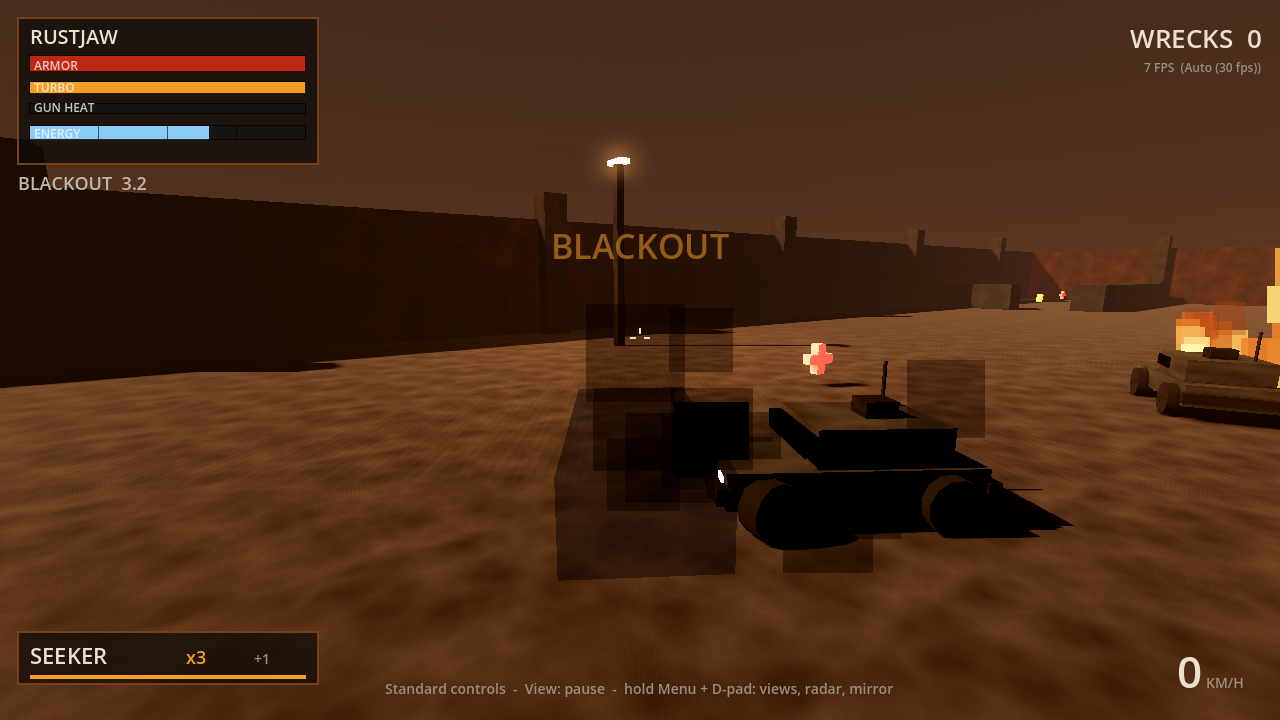 RUSTJAW
ARMOR
TURBO
GUN HEAT
ENERGY
BLACKOUT 3.2
WRECKS 0
7 FPS (Auto (30 fps))
BLACKOUT
SEEKER x3 +1
Standard controls - View: pause - hold Menu + D-pad: views, radar, mirror
0 KM/H